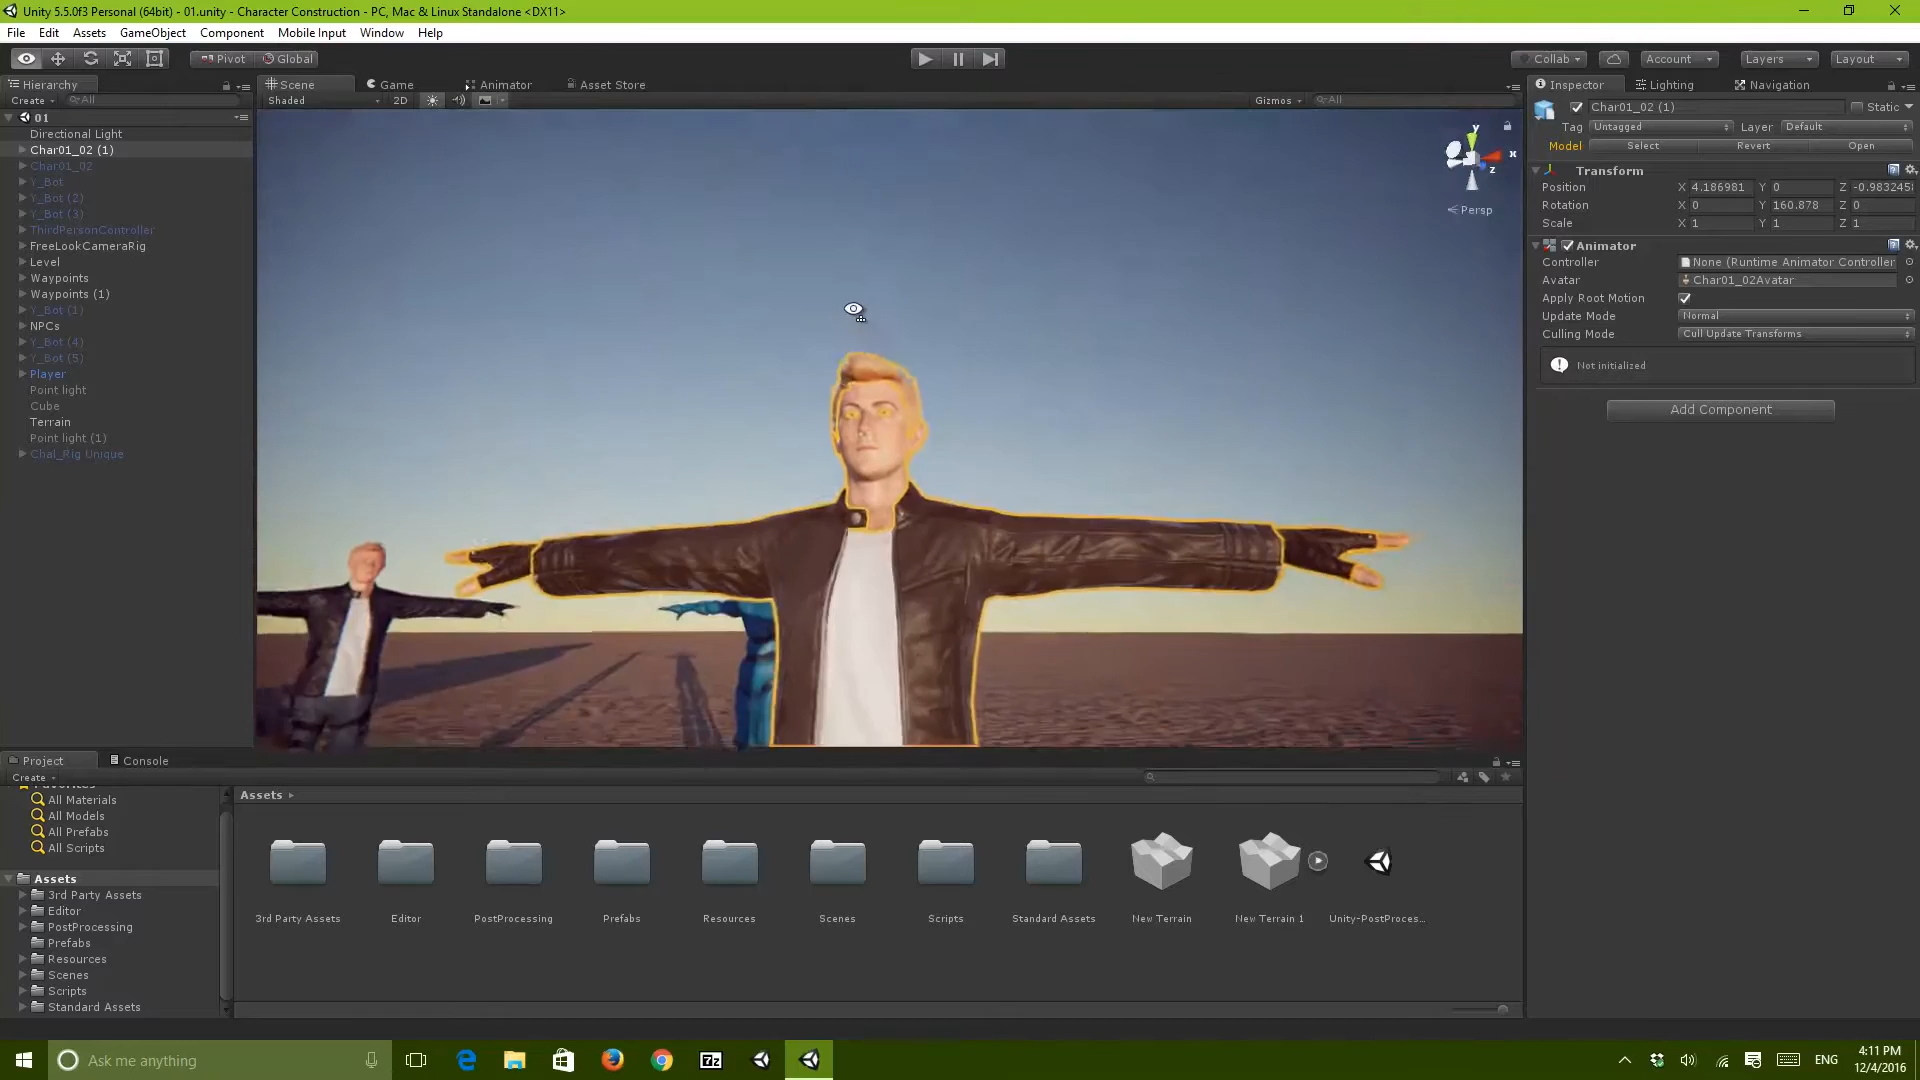 Unity 5.5.0f3 Personal (64bit) - 01.unity - Character Construction - PC, Mac & Linux Standalone <DX11>
File Edit Assets GameObject Component Mobile Input Window Help
Pivot Global Collab Account Layers Layout
Hierarchy Scene Game Animator Asset Store Inspector Lighting Navigation
Create All Shaded 2D Gizmos All
01
Directional Light
Char01_02 (1)
Char01_02
Y_Bot
Y_Bot (2)
Y_Bot (3)
ThirdPersonController
FreeLookCameraRig
Level
Waypoints
Waypoints (1)
Y_Bot (1)
NPCs
Y_Bot (4)
Y_Bot (5)
Player
Point light
Cube
Terrain
Point light (1)
Chal_Rig Unique
y
x
z
Persp
Char01_02 (1) Static
Tag Untagged Layer Default
Model Select Revert Open
Transform
Position X 4.186981 Y 0 Z -0.983245
Rotation X 0 Y 160.878 Z 0
Scale X 1 Y 1 Z 1
Animator
Controller None (Runtime Animator Controller
Avatar Char01_02Avatar
Apply Root Motion
Update Mode Normal
Culling Mode Cull Update Transforms
Not initialized
Add Component
Project Console
Create
Favorites
All Materials
All Models
All Prefabs
All Scripts
Assets
3rd Party Assets
Editor
PostProcessing
Prefabs
Resources
Scenes
Scripts
Standard Assets
Assets
3rd Party Assets Editor PostProcessing Prefabs Resources Scenes Scripts Standard Assets New Terrain New Terrain 1 Unity-PostProces...
Ask me anything
7z
ENG
4:11 PM
12/4/2016